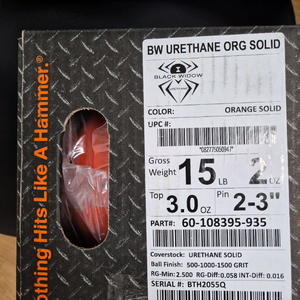 BW URETHANE ORG SOLID
BLACK WIDOW
COLOR: ORANGE SOLID
UPC #:
Gross Weight 15 LB 2 OZ
Top 3.0 OZ Pin 2-3"
PART#: 60-108395-935
Coverstock: URETHANE SOLID
Ball Finish: 500-1000-1500 GRIT
RG-Min:2.500 RG-Diff:0.058 INT-Diff: 0.016
SERIAL #: BTH2055Q
othing Hits Like A Hammer.®